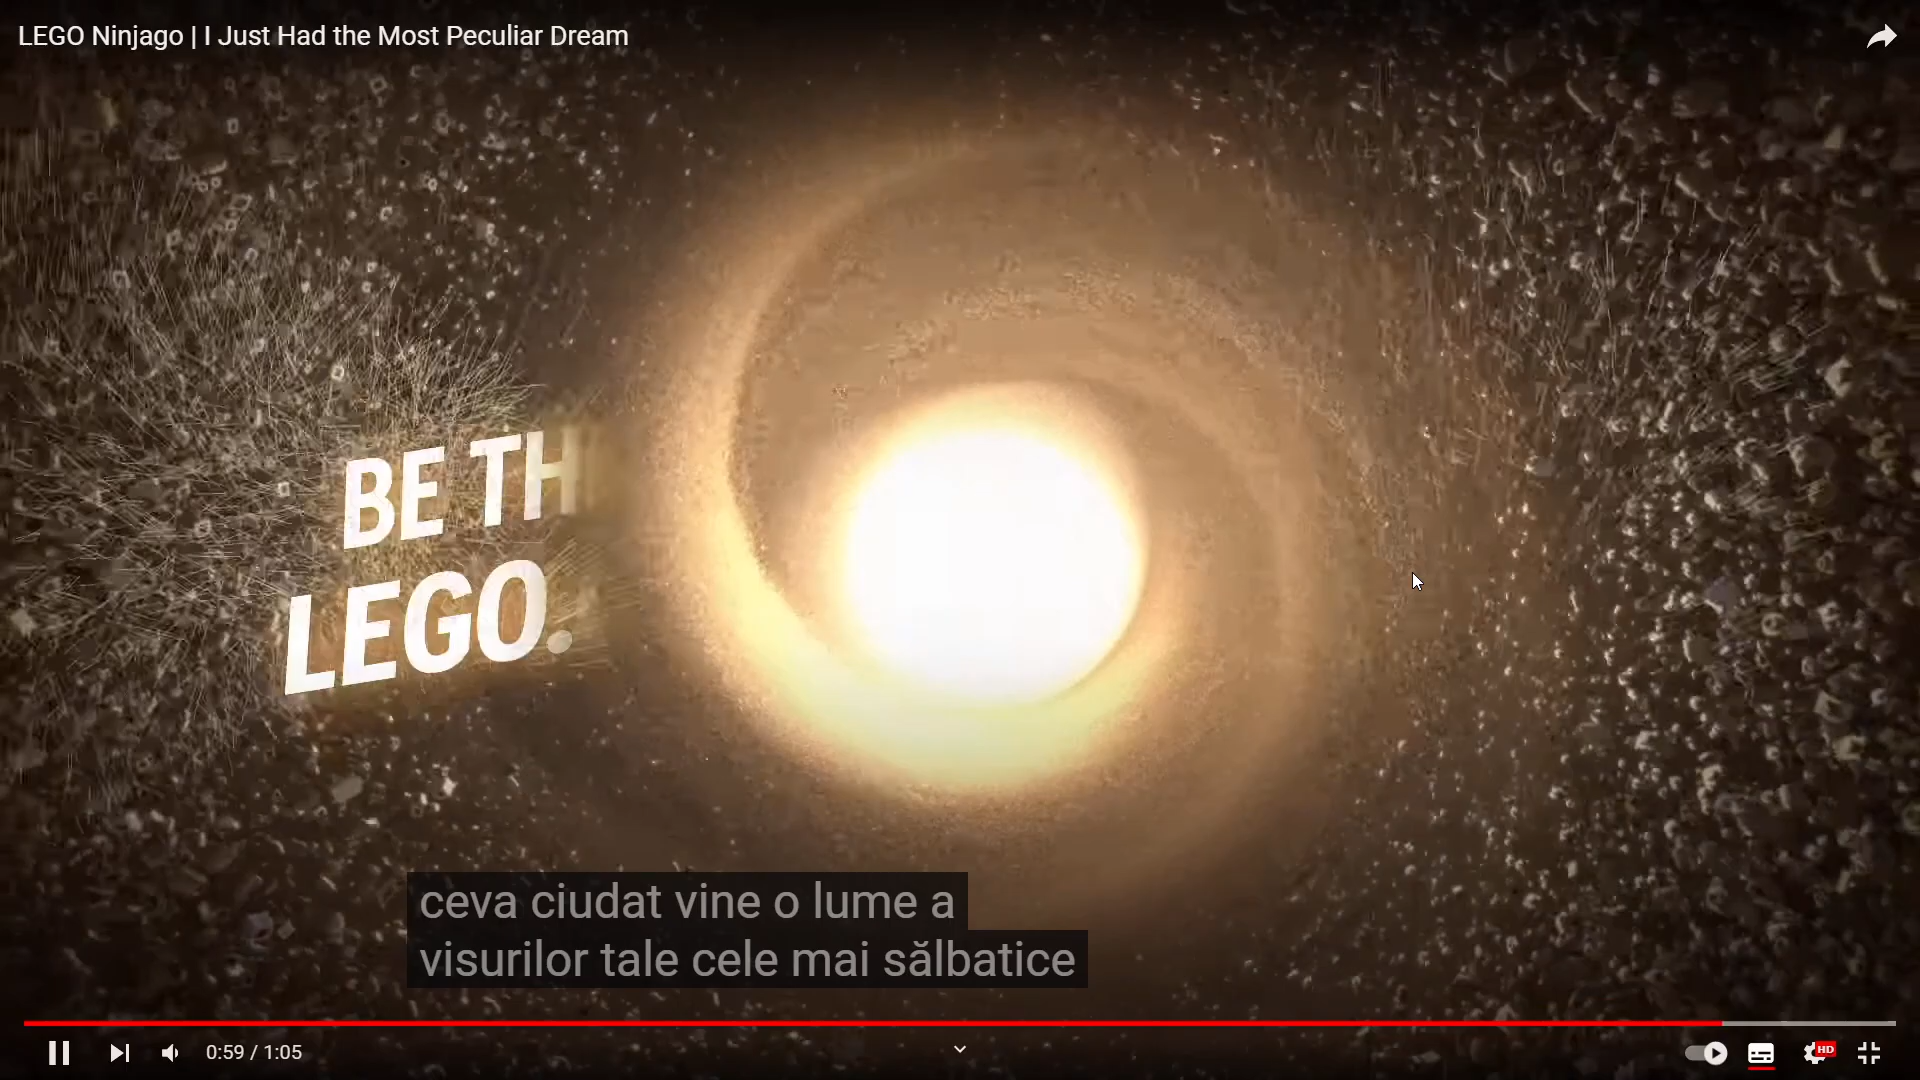 LEGO Ninjago | I Just Had the Most Peculiar Dream
BE TH
LEGO.
ceva ciudat vine o lume a
visurilor tale cele mai sălbatice
0:59 / 1:05
HD